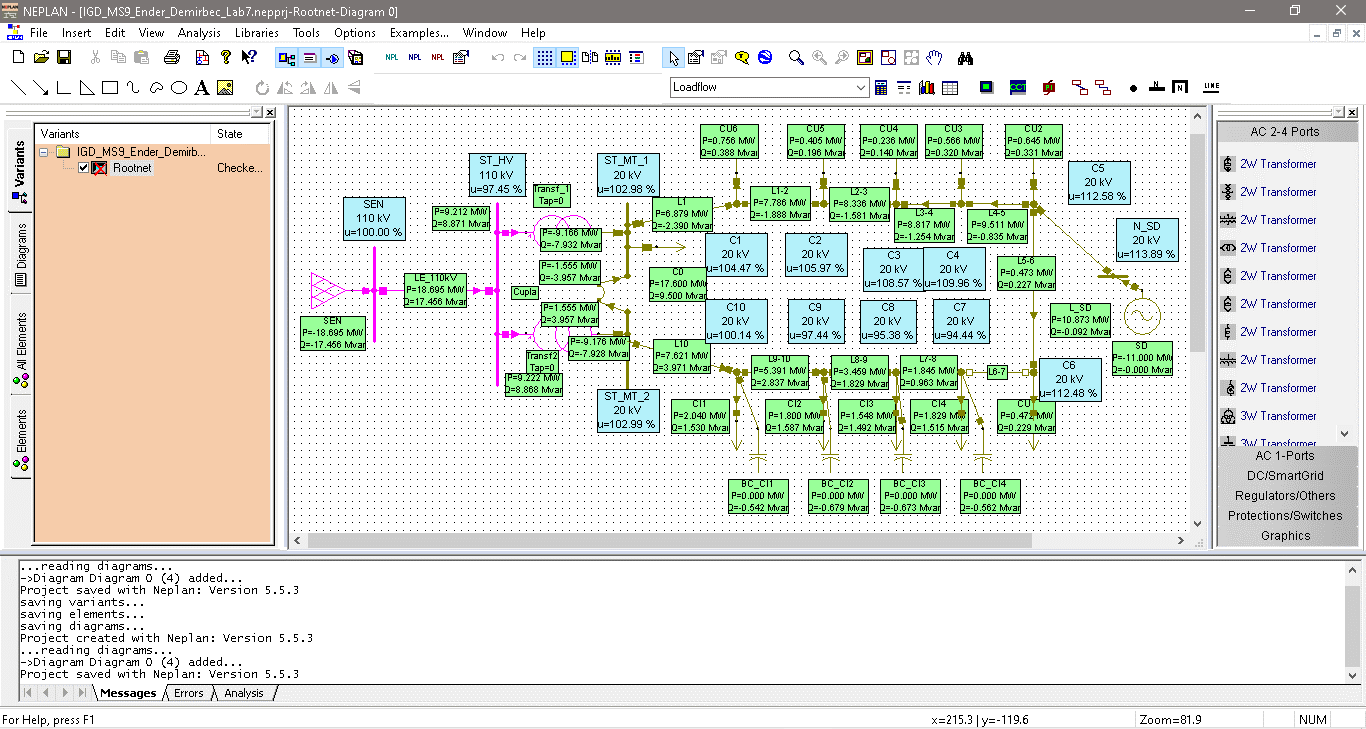 NEPLAN - [IGD_MS9_Ender_Demirbec_Lab7.nepprj-Rootnet-Diagram 0]
File Insert Edit View Analysis Libraries Tools Options Examples... Window Help
NPL NPL NPL
Loadflow
LINE
Variants
Diagrams
All Elements
Elements
Variants State
IGD_MS9_Ender_Demirb...
Rootnet Checke...
SEN
110 kV
u=100.00 %
SEN
P=-18.695 MW
Q=-17.456 Mvar
LE_110kV
P=18.695 MW
Q=17.456 Mvar
ST_HV
110 kV
u=97.45 %
P=9.212 MW
Q=8.871 Mvar
Transf_1
Tap=0
P=-9.166 MW
Q=-7.932 Mvar
P=-1.555 MW
Q=-3.957 Mvar
Cupla
P=1.555 MW
Q=3.957 Mvar
P=-9.176 MW
Q=-7.928 Mvar
Transf2
Tap=0
P=9.222 MW
Q=8.868 Mvar
ST_MT_1
20 kV
u=102.98 %
ST_MT_2
20 kV
u=102.99 %
L1
P=6.879 MW
Q=-2.390 Mvar
C0
P=17.600 MW
Q=9.500 Mvar
L10
P=7.621 MW
Q=3.971 Mvar
CU6
P=0.756 MW
Q=0.388 Mvar
CU5
P=0.405 MW
Q=0.196 Mvar
CU4
P=0.236 MW
Q=0.140 Mvar
CU3
P=0.566 MW
Q=0.320 Mvar
CU2
P=0.645 MW
Q=0.331 Mvar
L1-2
P=7.786 MW
Q=-1.888 Mvar
L2-3
P=8.336 MW
Q=-1.581 Mvar
L3-4
P=8.817 MW
Q=-1.254 Mvar
L4-5
P=9.511 MW
Q=-0.835 Mvar
C5
20 kV
u=112.58 %
N_SD
20 kV
u=113.89 %
C1
20 kV
u=104.47 %
C2
20 kV
u=105.97 %
C3
20 kV
u=108.57 %
C4
20 kV
u=109.96 %
L5-6
P=0.473 MW
Q=0.227 Mvar
C10
20 kV
u=100.14 %
C9
20 kV
u=97.44 %
C8
20 kV
u=95.38 %
C7
20 kV
u=94.44 %
L_SD
P=10.873 MW
Q=-0.092 Mvar
SD
P=-11.000 MW
Q=-0.000 Mvar
L9-10
P=5.391 MW
Q=2.837 Mvar
L8-9
P=3.459 MW
Q=1.829 Mvar
L7-8
P=1.845 MW
Q=0.963 Mvar
L6-7
C6
20 kV
u=112.48 %
CI1
P=2.040 MW
Q=1.530 Mvar
CI2
P=1.800 MW
Q=1.587 Mvar
CI3
P=1.548 MW
Q=1.492 Mvar
CI4
P=1.829 MW
Q=1.515 Mvar
CU
P=0.472 MW
Q=0.229 Mvar
BC_CI1
P=0.000 MW
Q=-0.542 Mvar
BC_CI2
P=0.000 MW
Q=-0.679 Mvar
BC_CI3
P=0.000 MW
Q=-0.673 Mvar
BC_CI4
P=0.000 MW
Q=-0.562 Mvar
AC 2-4 Ports
2W Transformer
2W Transformer
2W Transformer
2W Transformer
2W Transformer
2W Transformer
2W Transformer
2W Transformer
2W Transformer
3W Transformer
3W Transformer
AC 1-Ports
DC/SmartGrid
Regulators/Others
Protections/Switches
Graphics
...reading diagrams...
->Diagram Diagram 0 (4) added...
Project saved with Neplan: Version 5.5.3
saving variants...
saving elements...
saving diagrams...
Project created with Neplan: Version 5.5.3
...reading diagrams...
->Diagram Diagram 0 (4) added...
Project saved with Neplan: Version 5.5.3
Messages Errors Analysis
For Help, press F1 x=215.3 | y=-119.6 Zoom=81.9 NUM